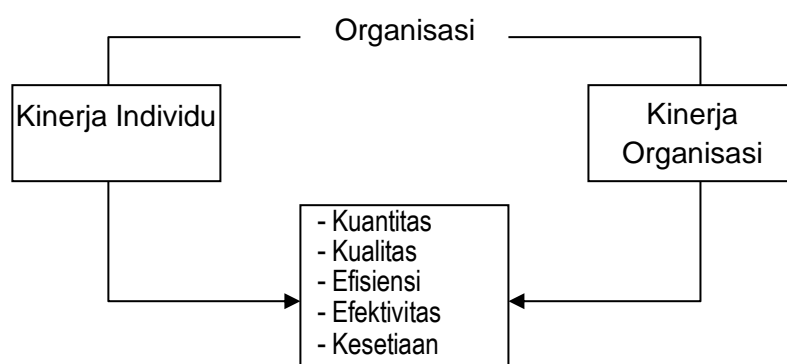 Organisasi
Kinerja Individu
Kinerja
Organisasi
- Kuantitas
- Kualitas
- Efisiensi
- Efektivitas
- Kesetiaan